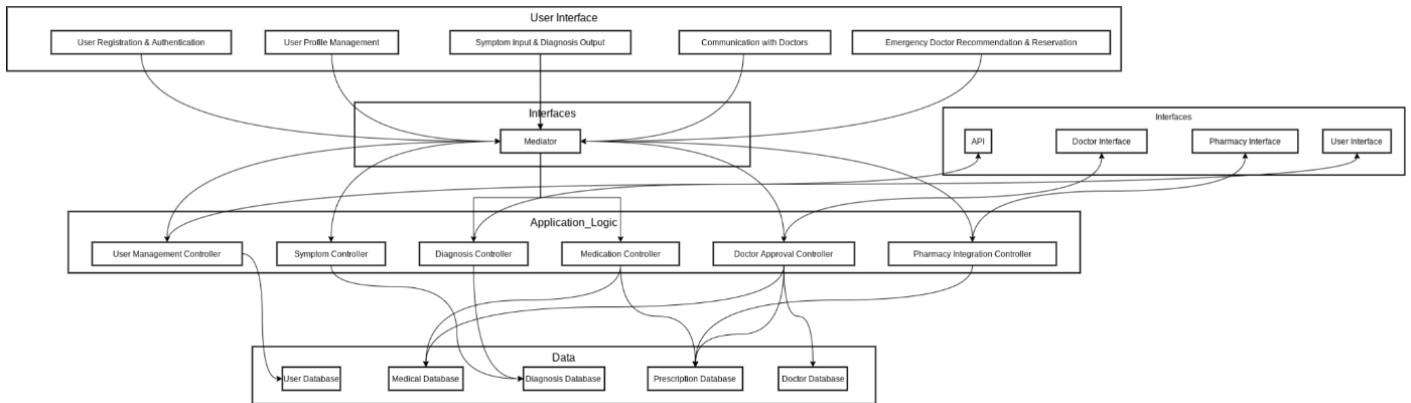 User Interface
User Registration & Authentication
User Profile Management
Symptom Input & Diagnosis Output
Communication with Doctors
Emergency Doctor Recommendation & Reservation
Interfaces
Mediator
Interfaces
API
Doctor Interface
Pharmacy Interface
User Interface
Application_Logic
User Management Controller
Symptom Controller
Diagnosis Controller
Medication Controller
Doctor Approval Controller
Pharmacy Integration Controller
Data
User Database
Medical Database
Diagnosis Database
Prescription Database
Doctor Database